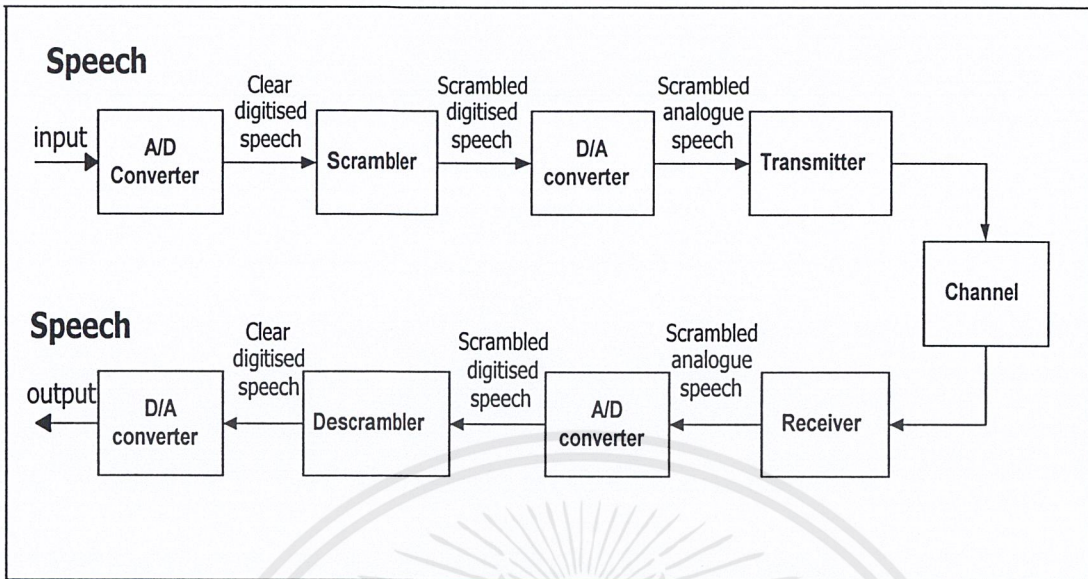 Speech
input
A/D
Converter
Clear
digitised
speech
Scrambler
Scrambled
digitised
speech
D/A
converter
Scrambled
analogue
speech
Transmitter
Channel
Speech
output
D/A
converter
Clear
digitised
speech
Descrambler
Scrambled
digitised
speech
A/D
converter
Scrambled
analogue
speech
Receiver